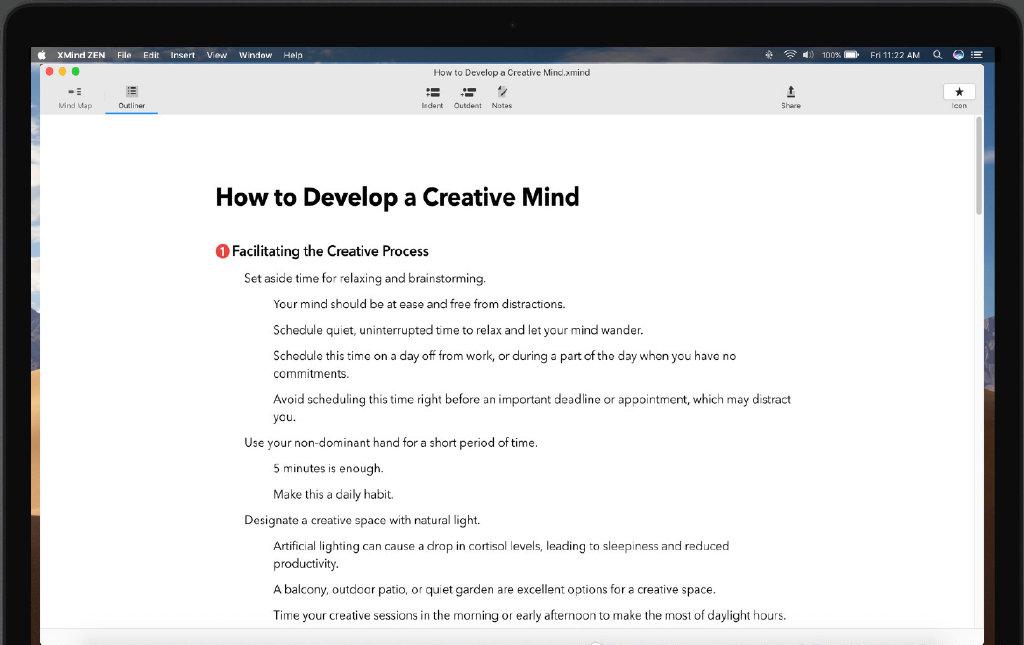 XMind ZEN File Edit Insert View Window Help 100% Fri 11:22 AM
How to Develop a Creative Mind.xmind
Mind Map Outliner Indent Outdent Notes Share Icon
How to Develop a Creative Mind
1 Facilitating the Creative Process
Set aside time for relaxing and brainstorming.
Your mind should be at ease and free from distractions.
Schedule quiet, uninterrupted time to relax and let your mind wander.
Schedule this time on a day off from work, or during a part of the day when you have no
commitments.
Avoid scheduling this time right before an important deadline or appointment, which may distract
you.
Use your non-dominant hand for a short period of time.
5 minutes is enough.
Make this a daily habit.
Designate a creative space with natural light.
Artificial lighting can cause a drop in cortisol levels, leading to sleepiness and reduced
productivity.
A balcony, outdoor patio, or quiet garden are excellent options for a creative space.
Time your creative sessions in the morning or early afternoon to make the most of daylight hours.